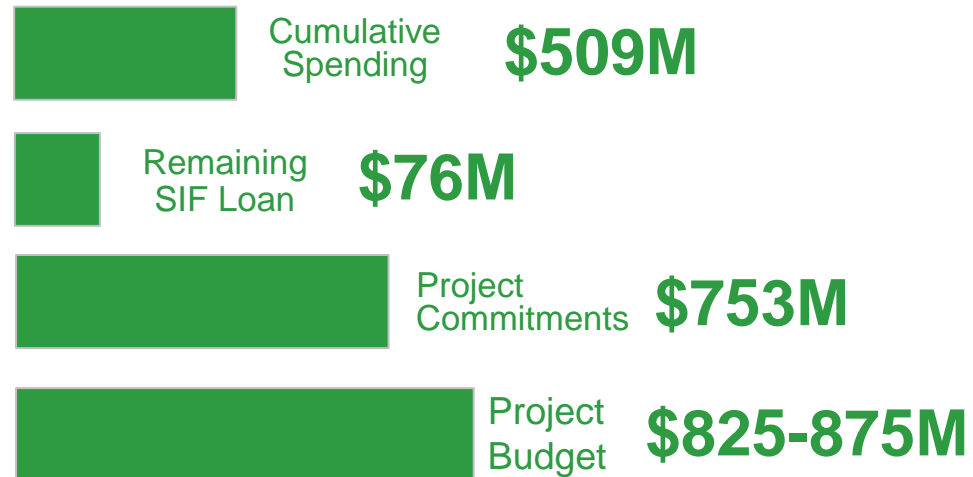 Cumulative
Spending
$509M
Remaining
SIF Loan
$76M
Project
Commitments
$753M
Project
Budget
$825-875M